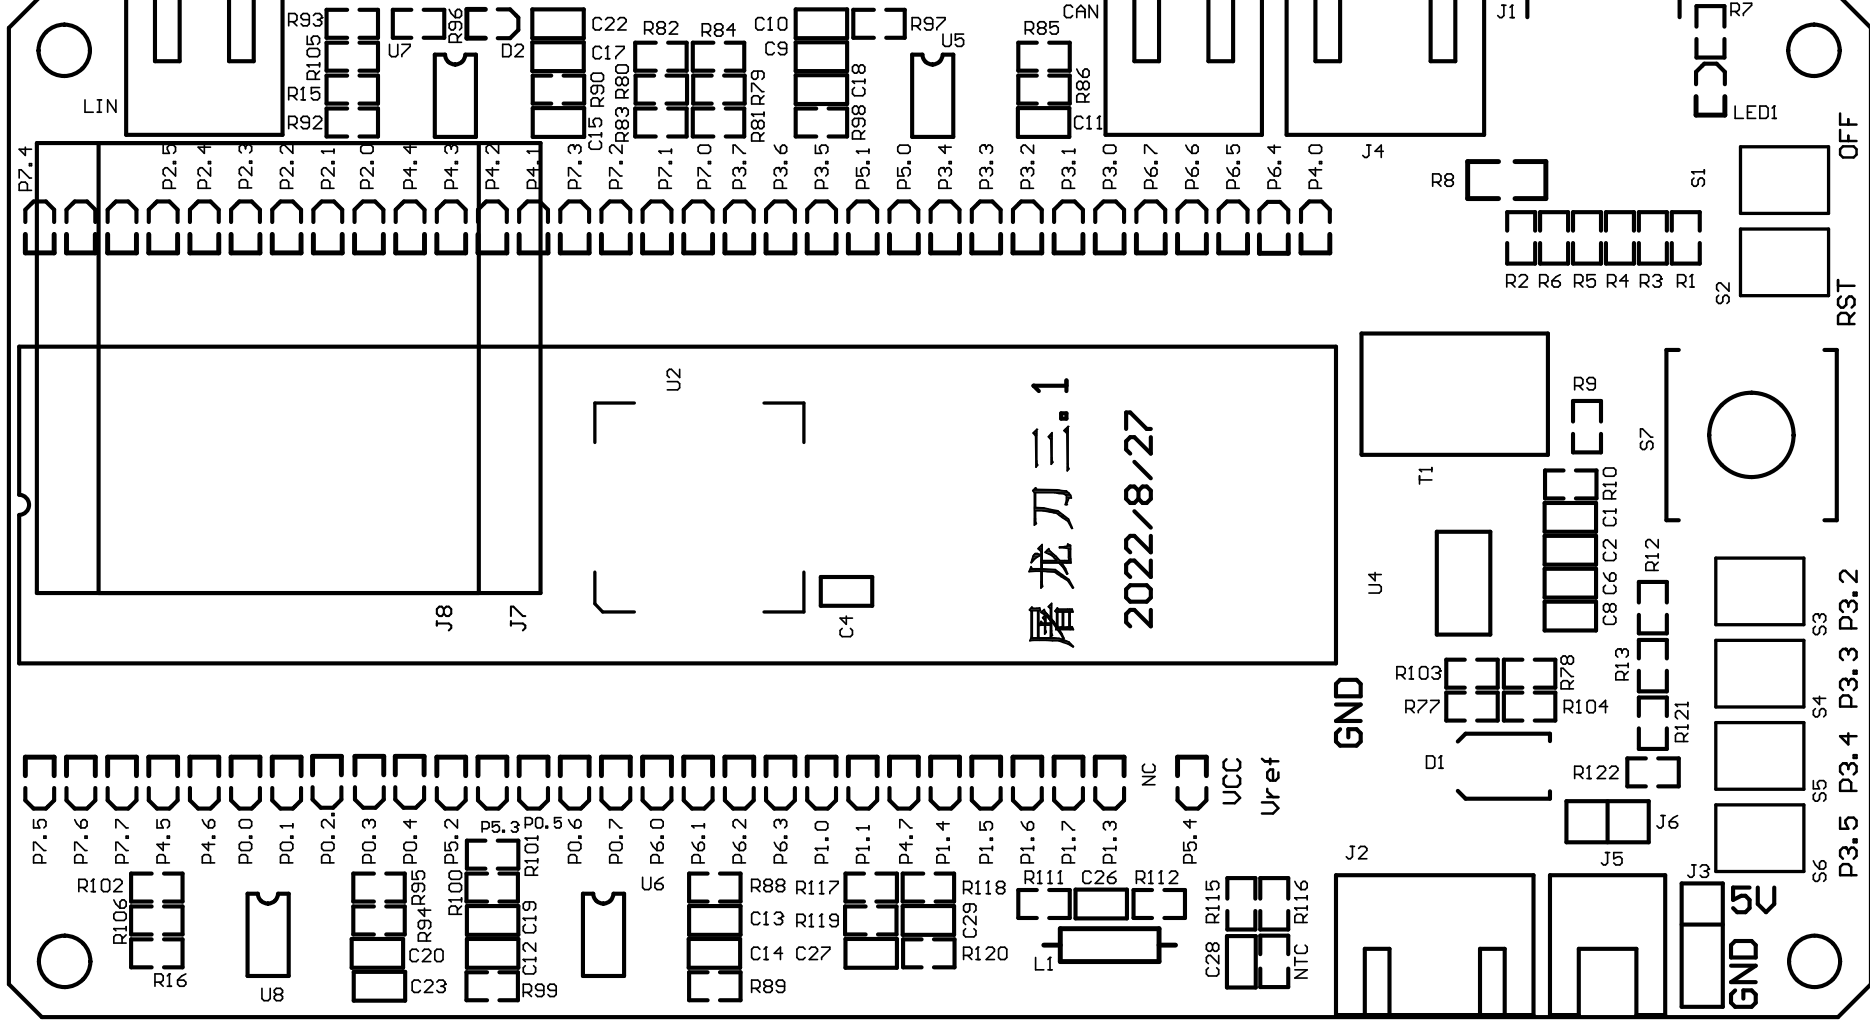 R93
R96
C22
C10
R97
CAN
J1
R7
U7
D2
R105
C17
R82
R84
C9
U5
R85
R15
R90
R80
R79
C18
R86
LIN
LED1
R92
C15
R83
R81
R98
C11
OFF
P7.4
P2.5
P2.4
P2.3
P2.2
P2.1
P2.0
P4.4
P4.3
P4.2
P4.1
P7.3
P7.2
P7.1
P7.0
P3.7
P3.6
P3.5
P5.1
P5.0
P3.4
P3.3
P3.2
P3.1
P3.0
P6.7
P6.6
P6.5
P6.4
P4.0
J4
R8
S1
R2
R6
R5
R4
R3
R1
S2
RST
U2
R9
S7
T1
R10
C1
C2
C6
C8
R12
U4
屠龙刀三.1
2022/8/27
J8
J7
C4
S3
P3.2
R103
R78
R13
S4
P3.3
R77
R104
R121
GND
D1
R122
S5
P3.4
NC
VCC
Vref
P7.5
P7.6
P7.7
P4.5
P4.6
P0.0
P0.1
P0.2
P0.3
P0.4
P5.2
P5.3
P0.5
P0.6
P0.7
P6.0
P6.1
P6.2
P6.3
P1.0
P1.1
P4.7
P1.4
P1.5
P1.6
P1.7
P1.3
P5.4
J6
J2
J5
J3
S6
P3.5
R102
R95
R100
R101
U6
R88
R117
R118
R111
C26
R112
R115
R116
5V
R106
R94
C19
C13
R119
C29
C20
C12
C14
C27
R120
L1
C28
NTC
GND
R16
U8
C23
R99
R89